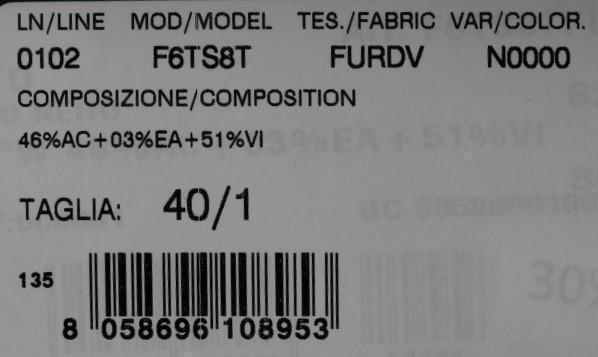 LN/LINE MOD/MODEL TES./FABRIC VAR/COLOR.
0102 F6TS8T FURDV N0000
COMPOSIZIONE/COMPOSITION
46%AC+03%EA+51%VI
TAGLIA: 40/1
135
8 058696 108953
30%